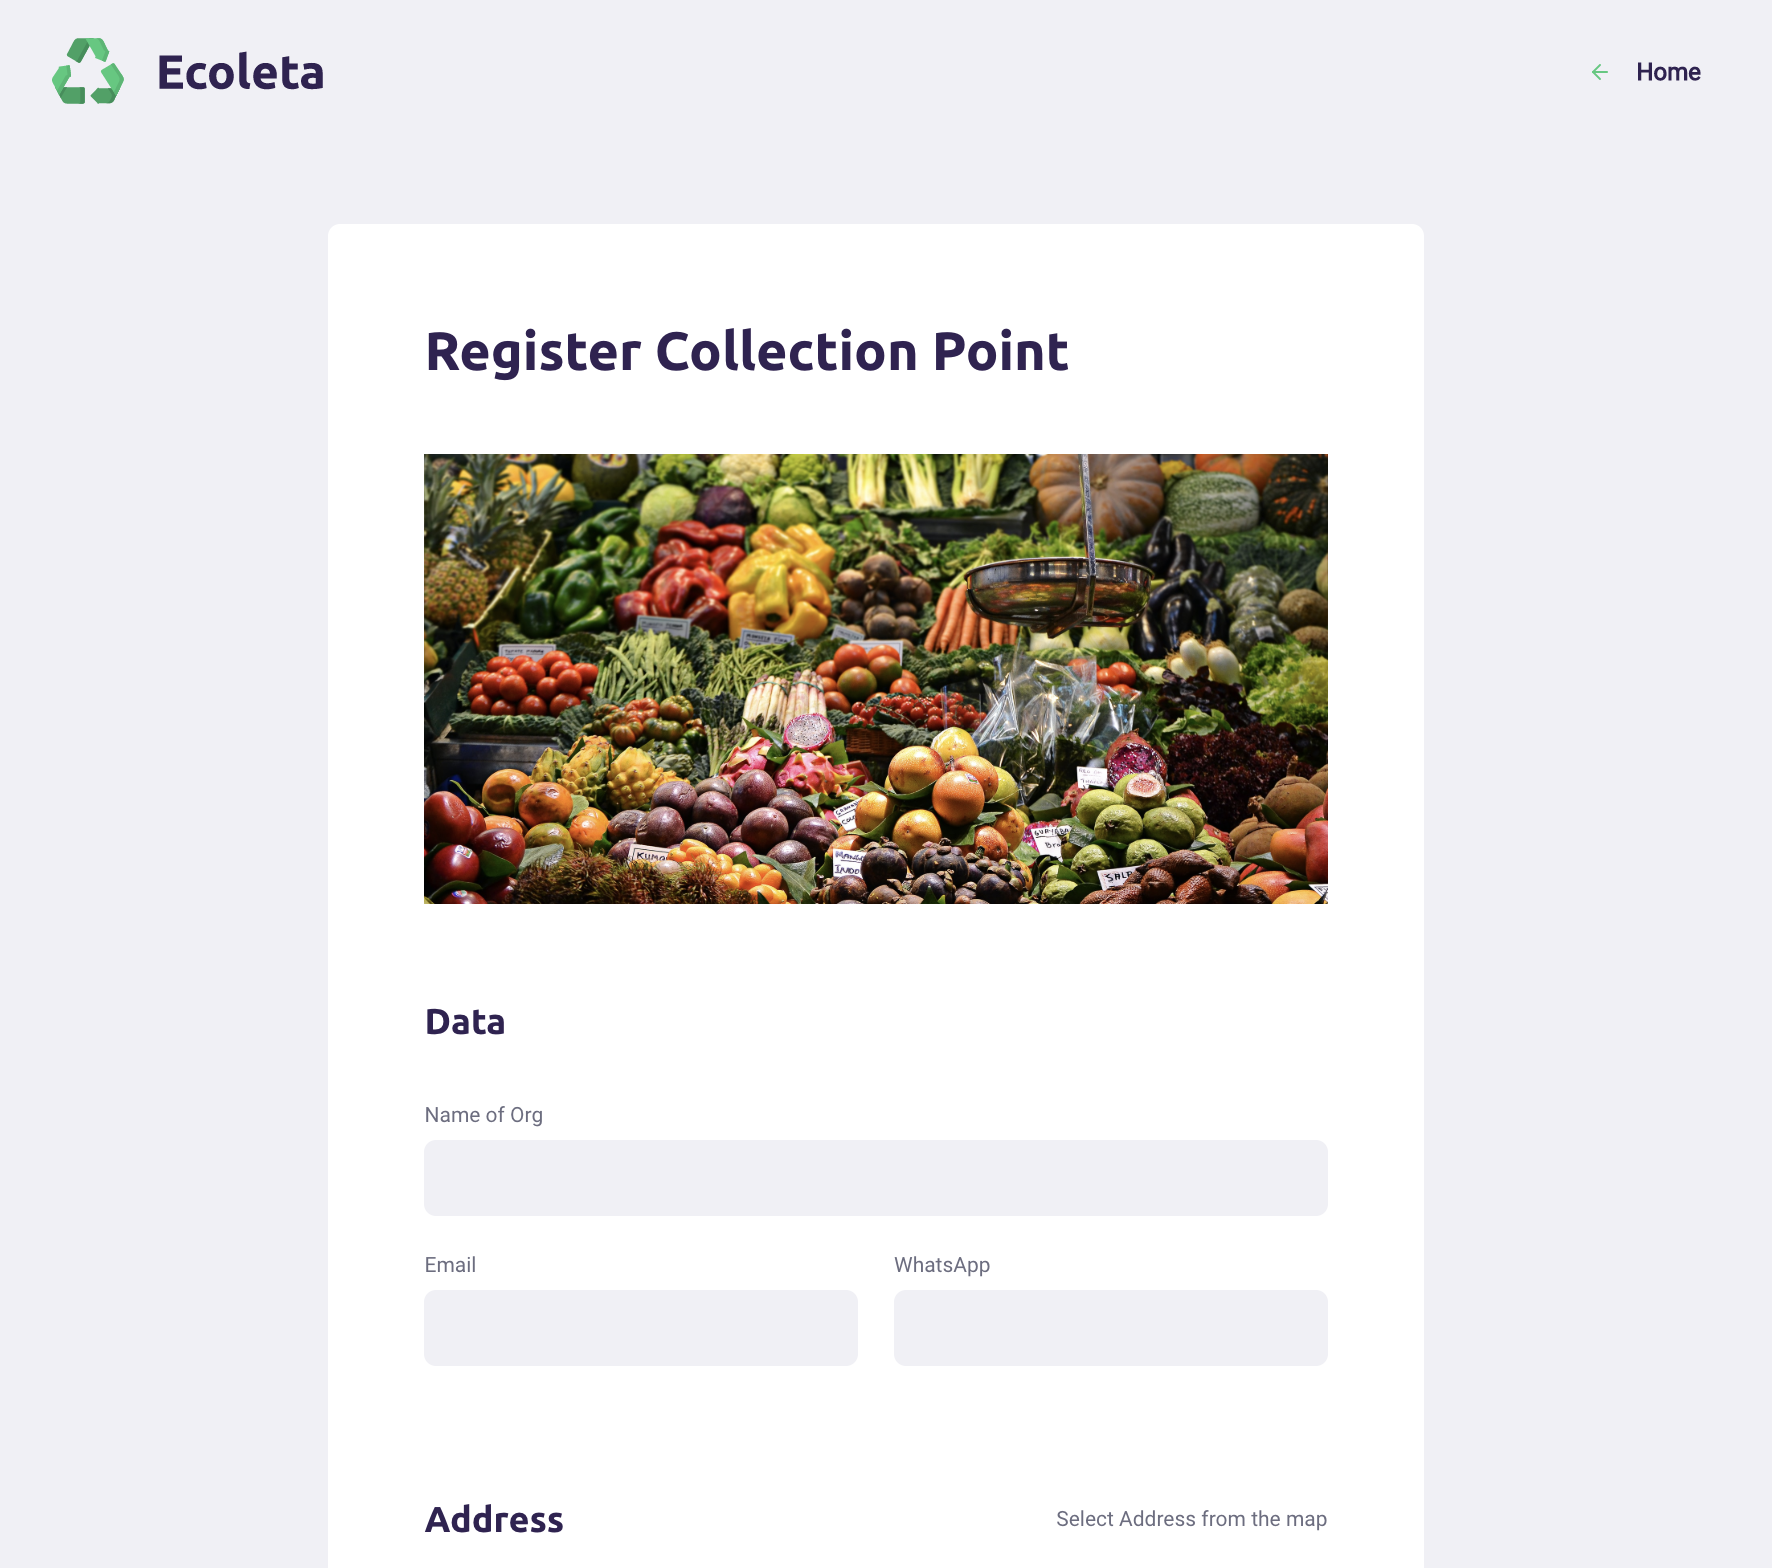 Ecoleta
Home
Register Collection Point
Data
Name of Org
Email
WhatsApp
Address
Select Address from the map